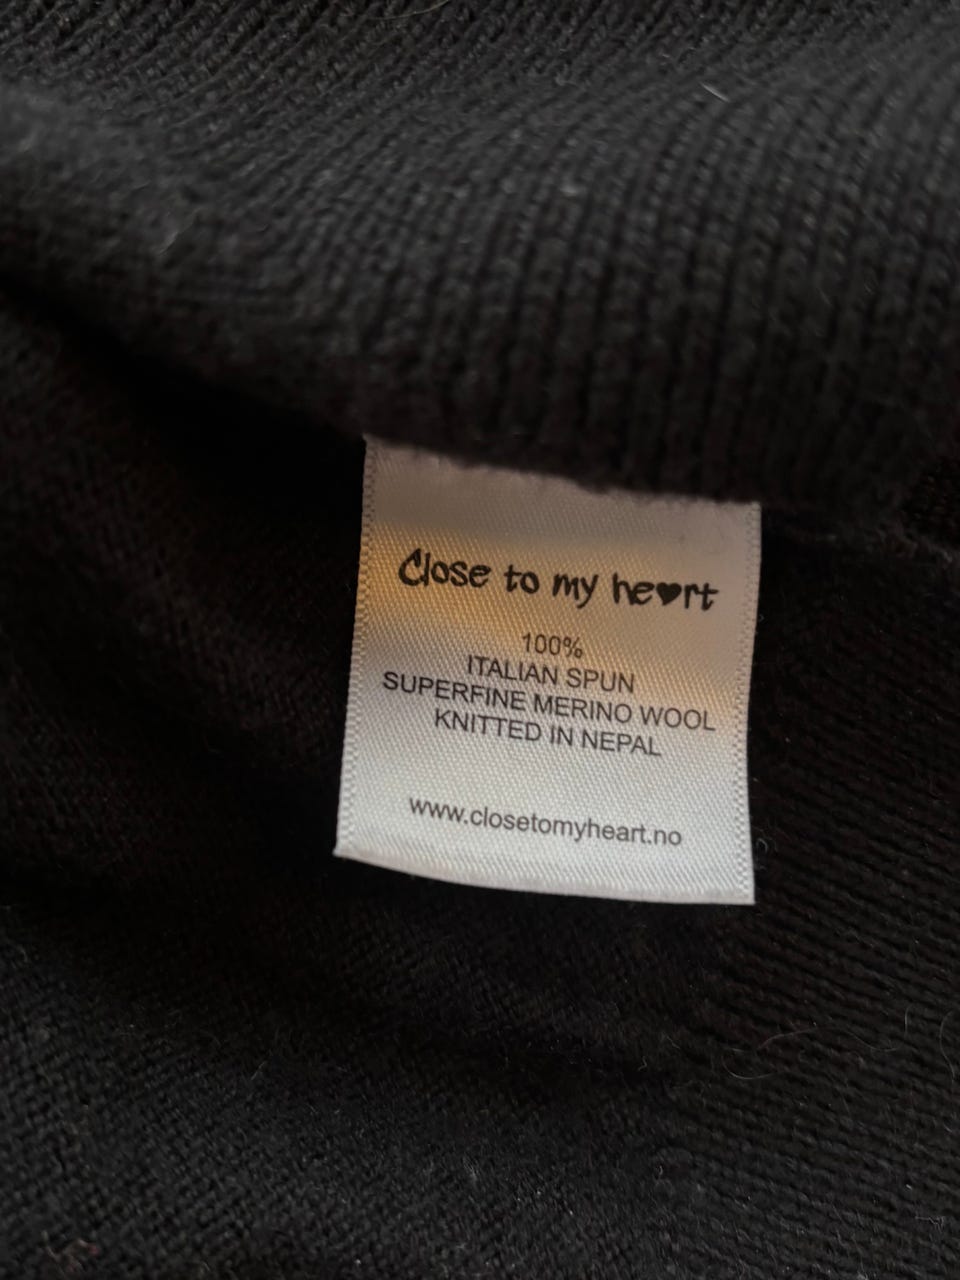 Close to my heart
100%
ITALIAN SPUN
SUPERFINE MERINO WOOL
KNITTED IN NEPAL
www.closetomyheart.no